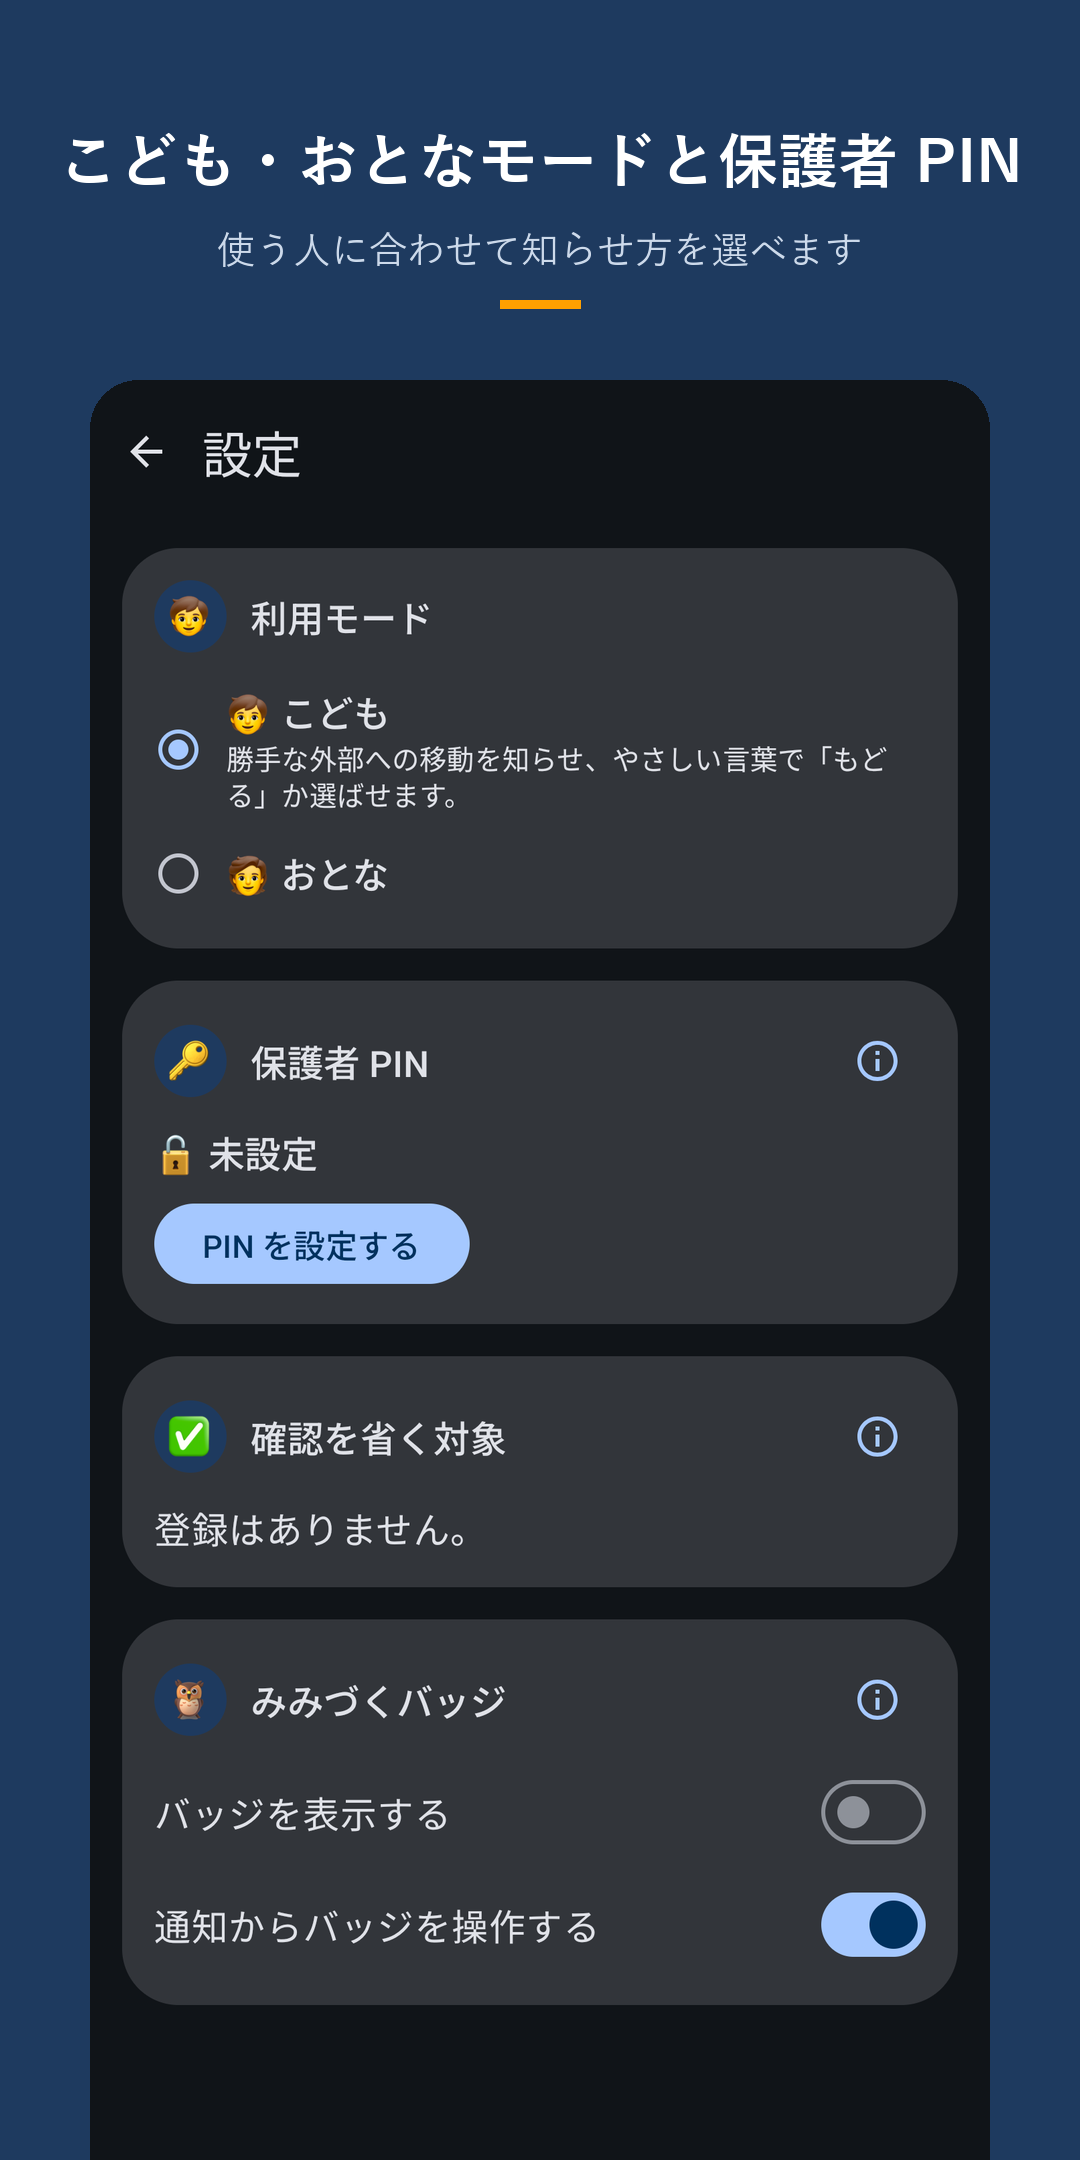 こども・おとなモードと保護者 PIN
使う人に合わせて知らせ方を選べます
設定
利用モード
こども
勝手な外部への移動を知らせ、やさしい言葉で「もど
る」か選ばせます。
おとな
保護者 PIN
未設定
PIN を設定する
確認を省く対象
登録はありません。
みみづくバッジ
バッジを表示する
通知からバッジを操作する